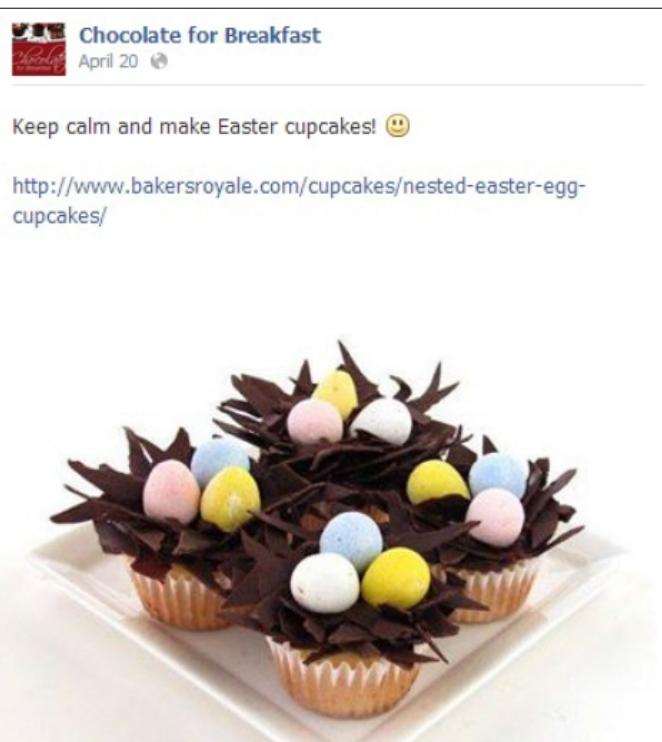 Chocolate for Breakfast
April 20
Keep calm and make Easter cupcakes!
http://www.bakersroyale.com/cupcakes/nested-easter-egg-
cupcakes/
Chocolate